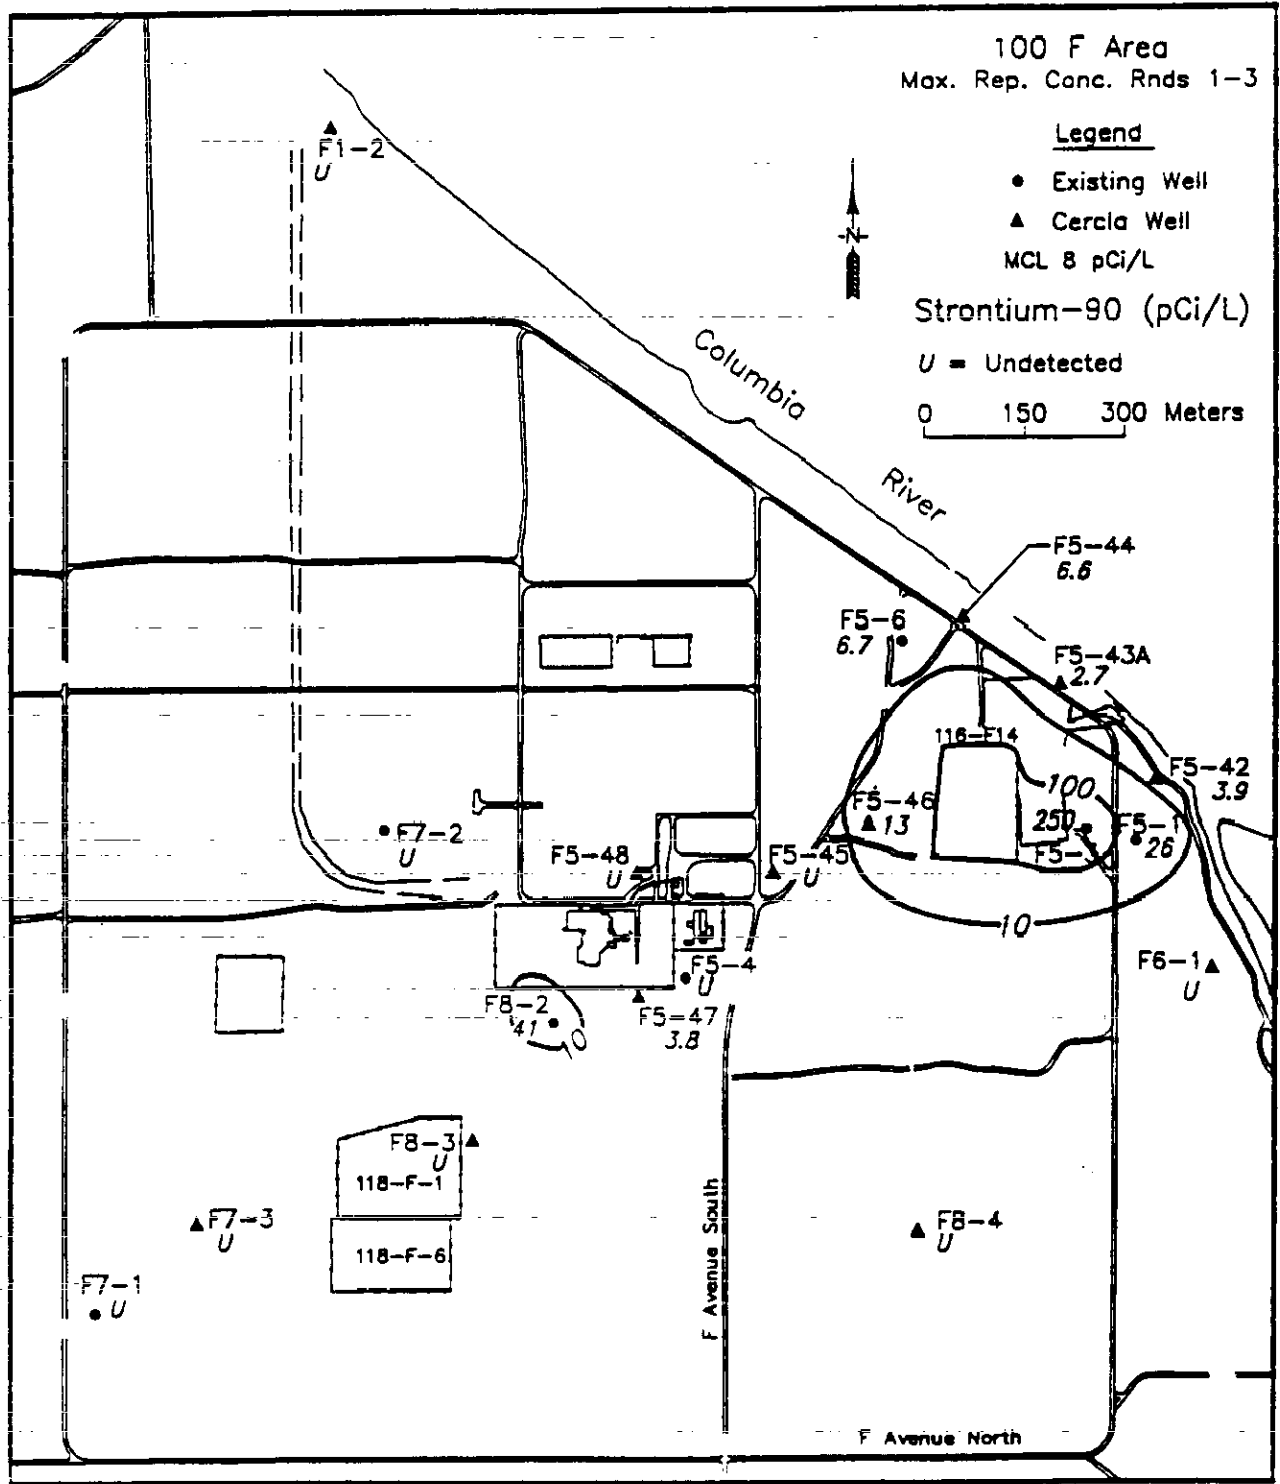 100 F Area
Max. Rep. Conc. Rnds 1-3
Legend
Existing Well
Cercla Well
MCL 8 pCi/L
Strontium-90 (pCi/L)
U = Undetected
0 150 300 Meters
N
F1-2
U
Columbia
River
F5-44
6.6
F5-6
6.7
F5-43A
2.7
116-F14
F5-42
3.9
100
F5-46
13
250
F5-1
26
F5-
10
F7-2
U
F5-48
U
F5-45
U
F5-4
U
F6-1
U
F8-2
41
10
F5-47
3.8
F8-3
U
118-F-1
118-F-6
F7-3
U
F7-1
U
F8-4
U
F Avenue South
F Avenue North